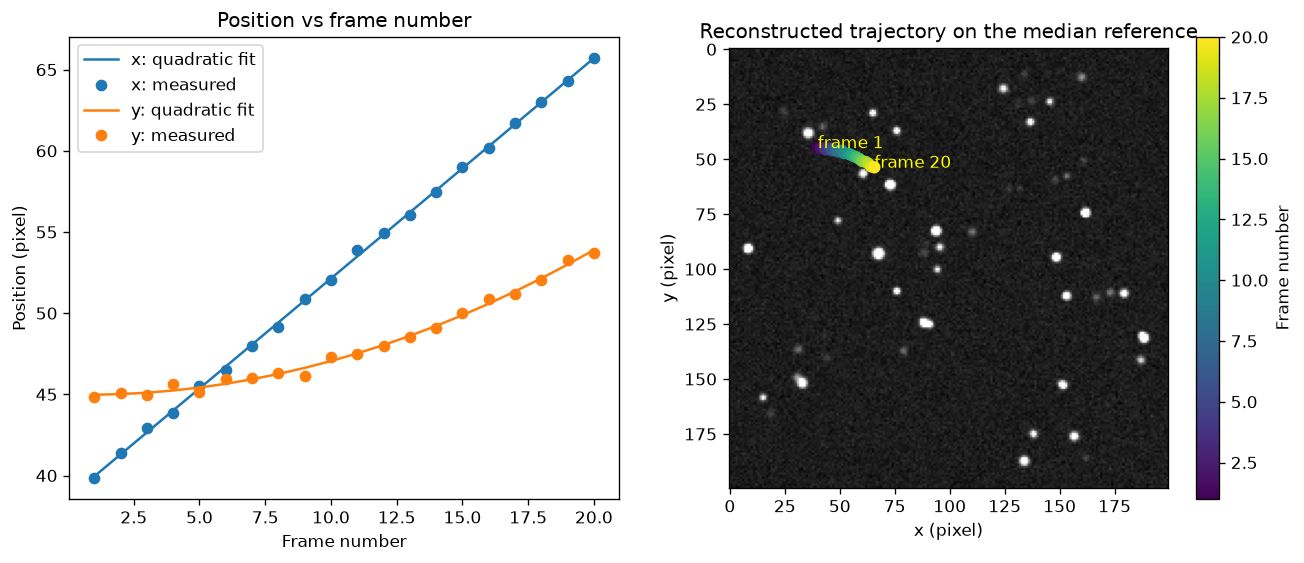 Position vs frame number
x: quadratic fit
x: measured
y: quadratic fit
y: measured
65
60
55
50
45
40
Position (pixel)
2.5
5.0
7.5
10.0
12.5
15.0
17.5
20.0
Frame number
Reconstructed trajectory on the median reference
frame 1
frame 20
0
25
50
75
100
125
150
175
y (pixel)
0
25
50
75
100
125
150
175
x (pixel)
20.0
17.5
15.0
12.5
10.0
7.5
5.0
2.5
Frame number